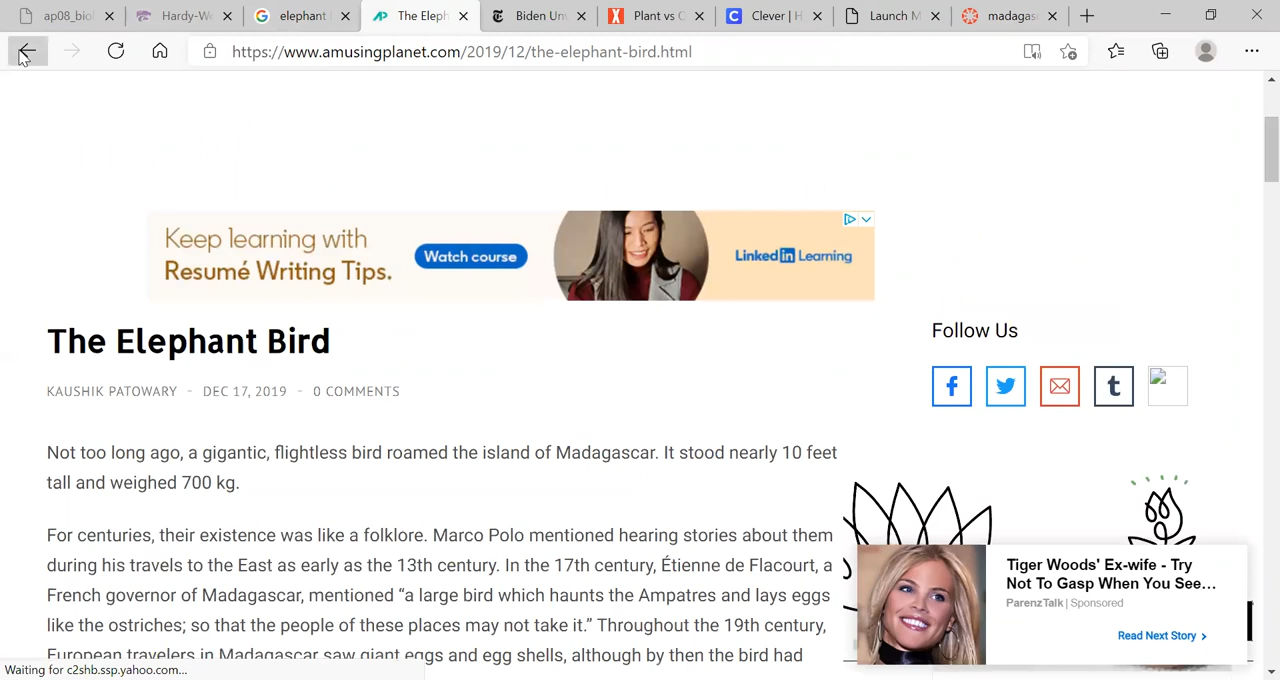 ap08_biol
Hardy-We
elephant
The Eleph
Biden Unv
Plant vs C
Clever | H
Launch M
madagas
https://www.amusingplanet.com/2019/12/the-elephant-bird.html
Keep learning with
Resumé Writing Tips.
Watch course
Linked in Learning
The Elephant Bird
KAUSHIK PATOWARY - DEC 17, 2019 - 0 COMMENTS
Follow Us
Not too long ago, a gigantic, flightless bird roamed the island of Madagascar. It stood nearly 10 feet
tall and weighed 700 kg.
For centuries, their existence was like a folklore. Marco Polo mentioned hearing stories about them
during his travels to the East as early as the 13th century. In the 17th century, Étienne de Flacourt, a
French governor of Madagascar, mentioned “a large bird which haunts the Ampatres and lays eggs
like the ostriches; so that the people of these places may not take it.” Throughout the 19th century,
European travelers in Madagascar saw giant eggs and egg shells, although by then the bird had
Tiger Woods' Ex-wife - Try
Not To Gasp When You See...
ParenzTalk | Sponsored
Read Next Story
Waiting for c2shb.ssp.yahoo.com...